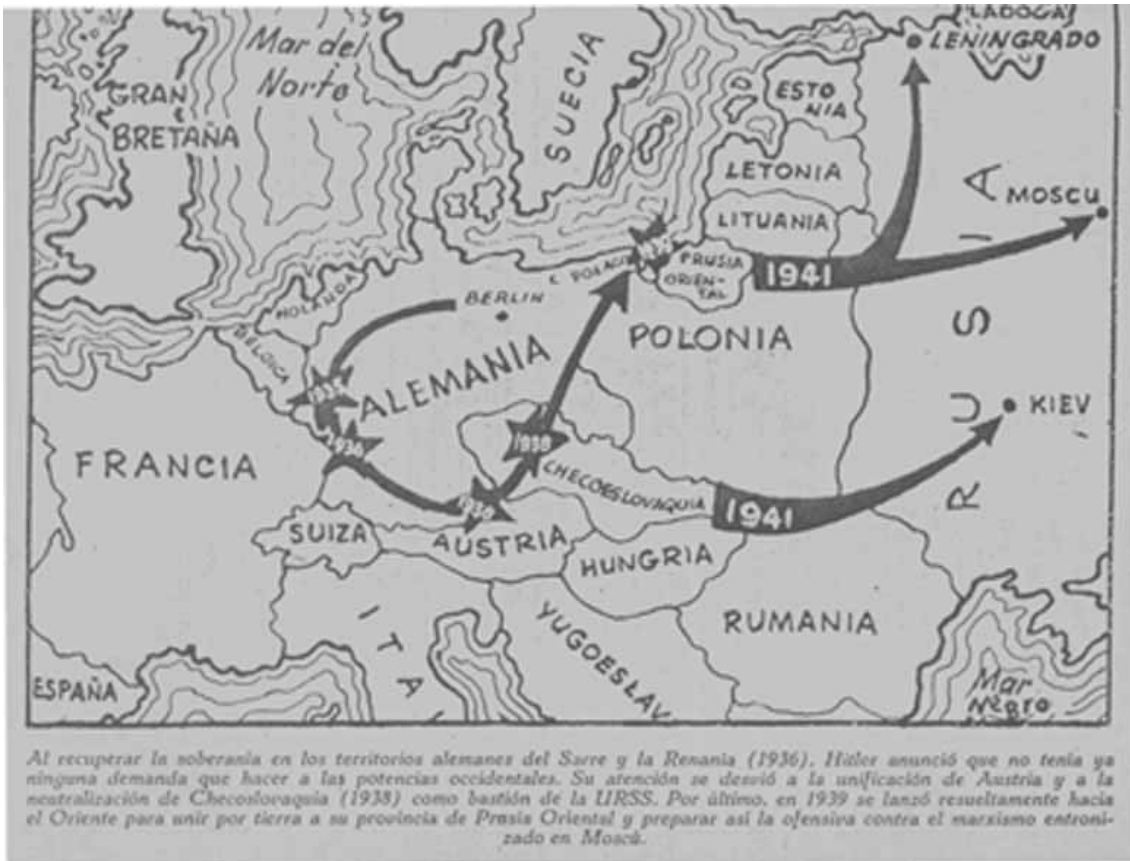 LADOGA
LENINGRADO
Mar del
Norte
SUECIA
GRAN
BRETAÑA
ESTO
NIA
LETONIA
MOSCU
LITUANIA
PRUSIA
ORIEN-
TAL
1941
C. POLACO
HOLANDA
BERLIN
BELGICA
POLONIA
ALEMANIA
RUSIA
KIEV
1936
1938
FRANCIA
CHECOESLOVAQUIA
1938
1941
SUIZA
AUSTRIA
HUNGRIA
RUMANIA
ITA
YUGOESLAV
ESPAÑA
Mar
Negro
Al recuperar la soberanía en los territorios alemanes del Sarre y la Renania (1936), Hitler anunció que no tenía ya
ninguna demanda que hacer a las potencias occidentales. Su atención se desvió a la unificación de Austria y a la
neutralización de Checoslovaquia (1938) como bastión de la URSS. Por último, en 1939 se lanzó resueltamente hacia
el Oriente para unir por tierra a su provincia de Prusia Oriental y preparar así la ofensiva contra el marxismo entroni-
zado en Moscú.